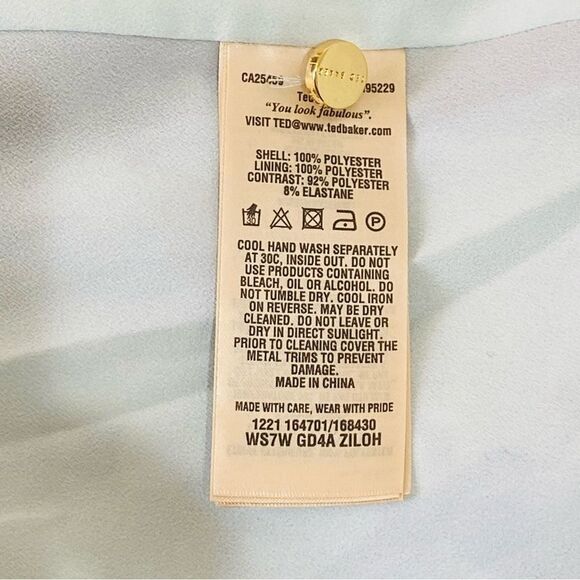 CA25459
95229
"You look fabulous".
VISIT TED@www.tedbaker.com
SHELL: 100% POLYESTER
LINING: 100% POLYESTER
CONTRAST: 92% POLYESTER
8% ELASTANE
30
P
COOL HAND WASH SEPARATELY
AT 30C, INSIDE OUT. DO NOT
USE PRODUCTS CONTAINING
BLEACH, OIL OR ALCOHOL. DO
NOT TUMBLE DRY. COOL IRON
ON REVERSE. MAY BE DRY
CLEANED. DO NOT LEAVE OR
DRY IN DIRECT SUNLIGHT.
PRIOR TO CLEANING COVER THE
METAL TRIMS TO PREVENT
DAMAGE.
MADE IN CHINA
MADE WITH CARE, WEAR WITH PRIDE
1221 164701/168430
WS7W GD4A ZILOH